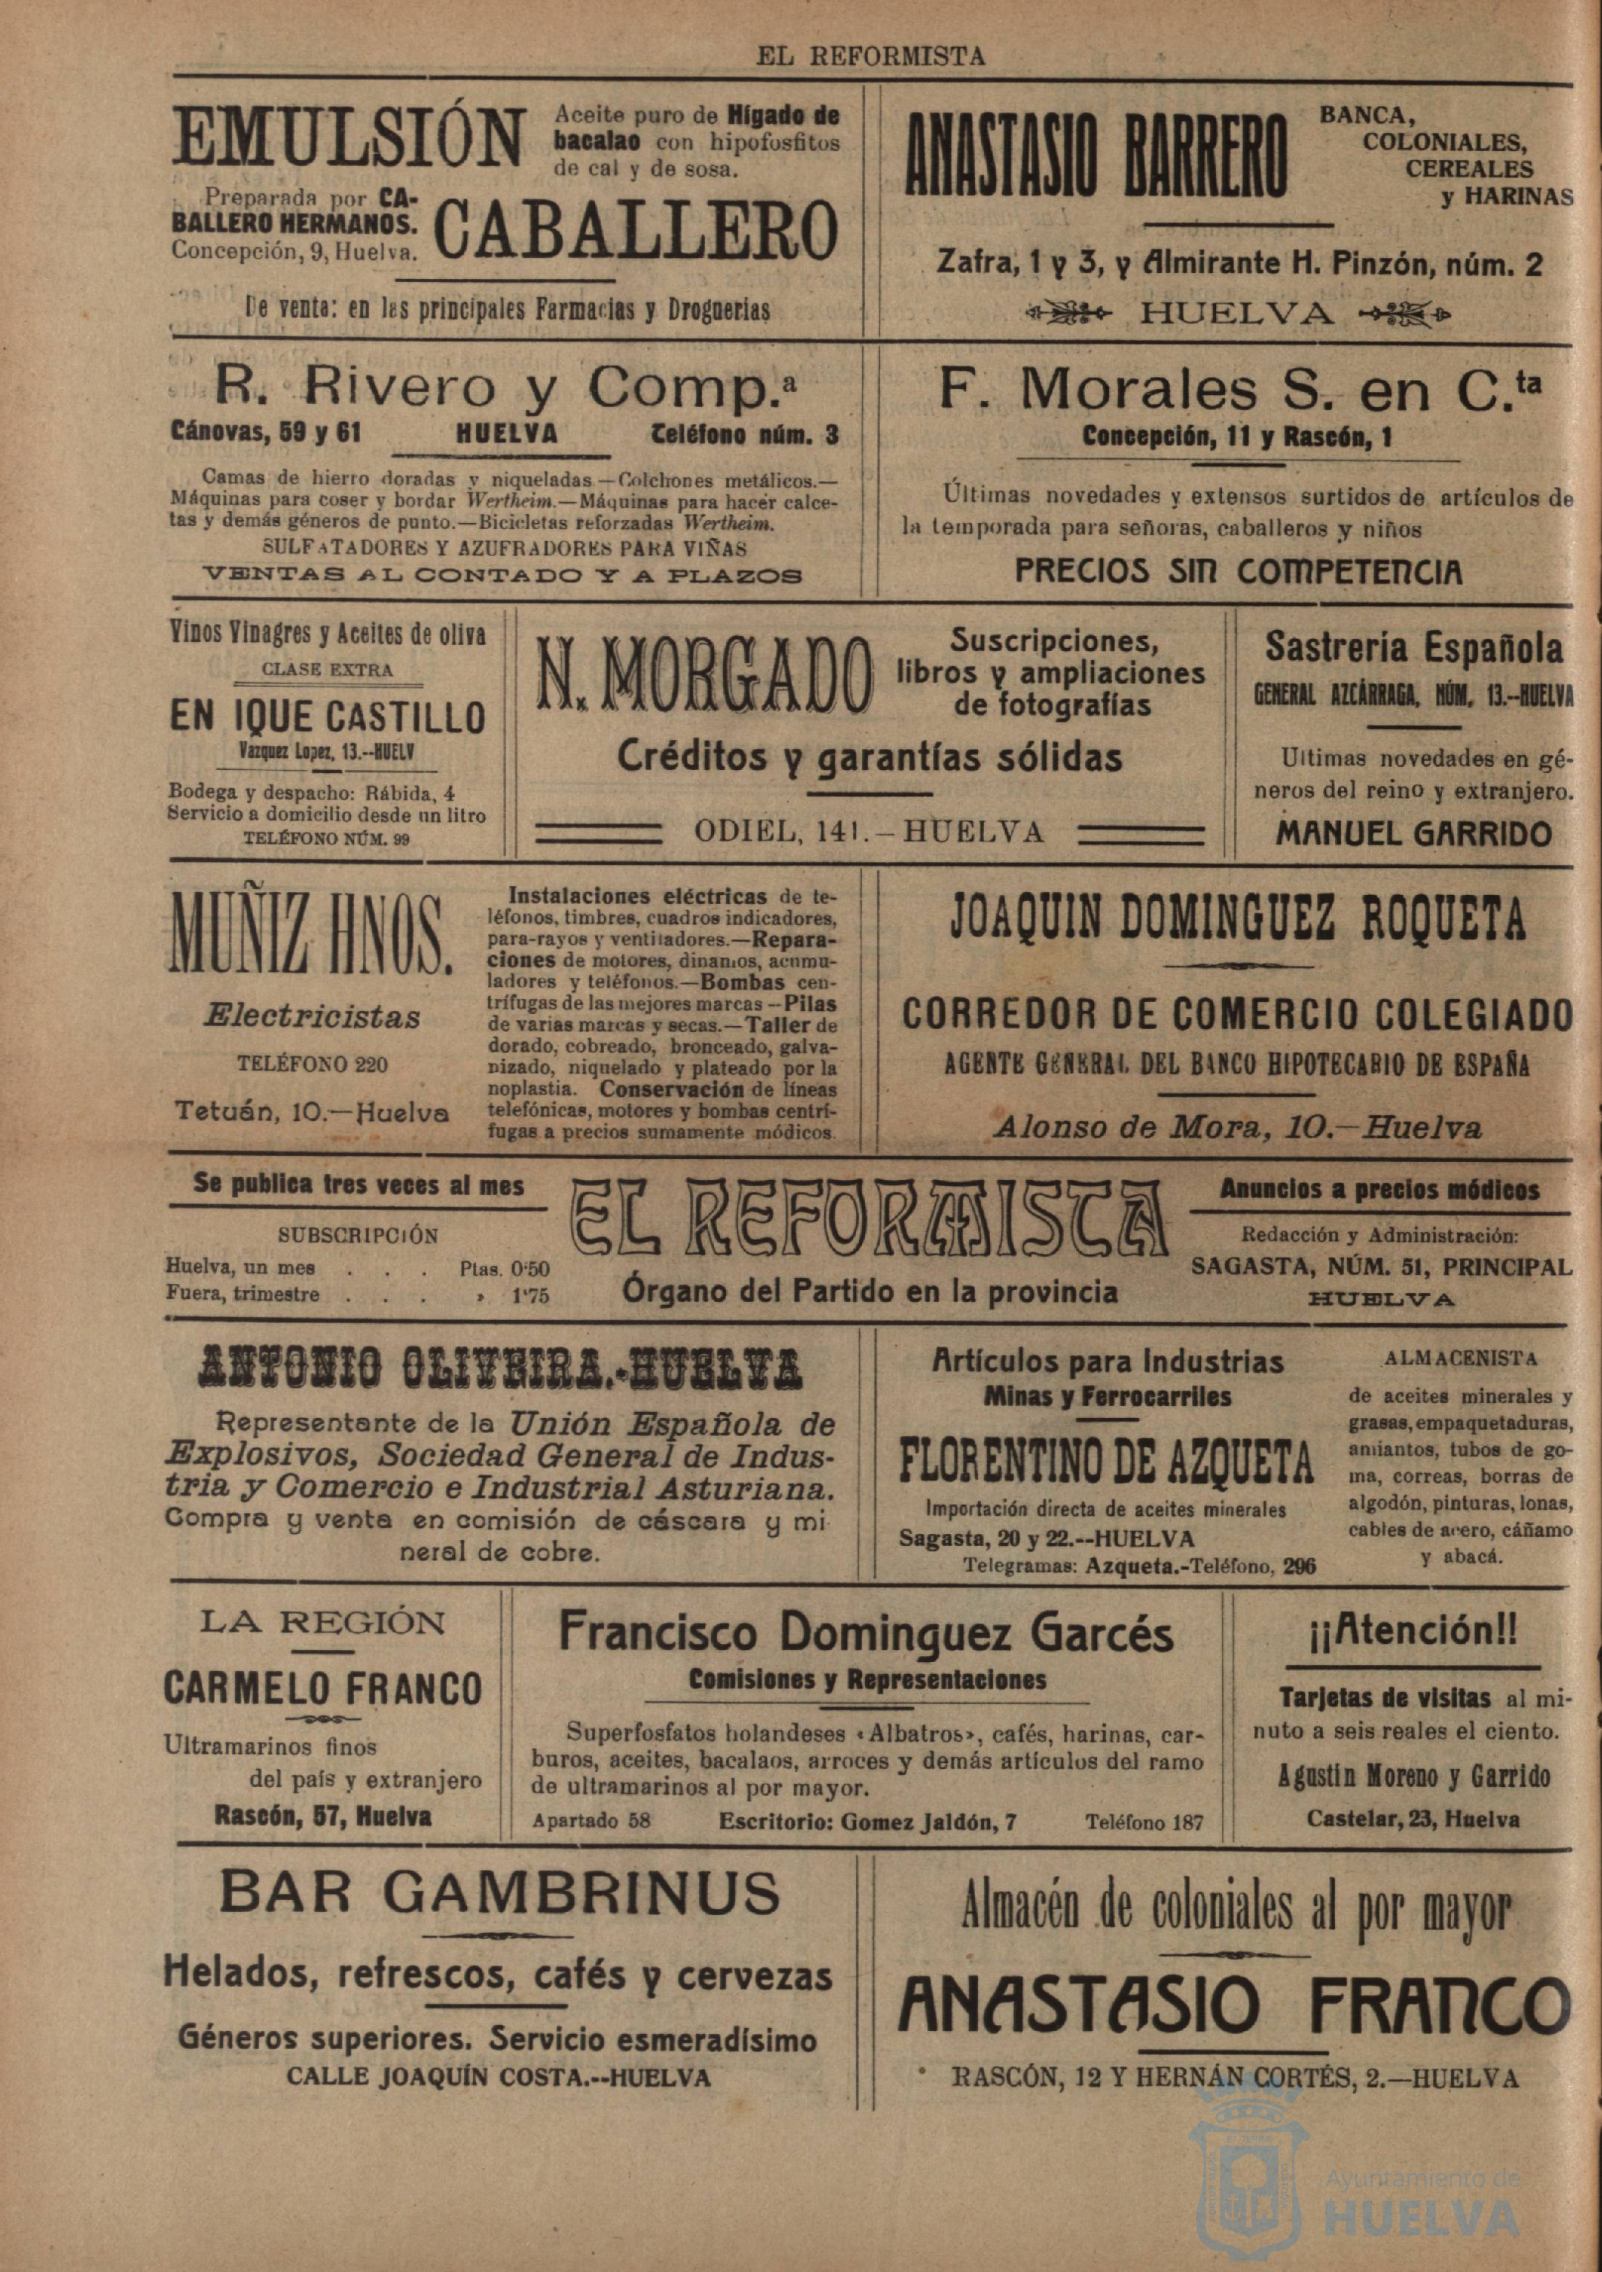 EL REFORMISTA
EMULSIÓN
Aceite puro de Hígado de
bacalao con hipofosfitos
de cal y de sosa.
Preparada por CA-
BALLERO HERMANOS.
Concepción, 9, Huelva.
CABALLERO
De venta: en las principales Farmacias y Droguerias
ANASTASIO BARRERO
BANCA,
COLONIALES,
CEREALES
y HARINAS
Zafra, 1 y 3, y Almirante H. Pinzón, núm. 2
HUELVA
R. Rivero y Comp.ª
Cánovas, 59 y 61 HUELVA Teléfono núm. 3
Camas de hierro doradas y niqueladas.—Colchones metálicos.—
Máquinas para coser y bordar Wertheim.—Máquinas para hacer calce-
tas y demás géneros de punto.—Bicicletas reforzadas Wertheim.
SULFATADORES Y AZUFRADORES PARA VIÑAS
VENTAS AL CONTADO Y A PLAZOS
F. Morales S. en C.ta
Concepción, 11 y Rascón, 1
Últimas novedades y extensos surtidos de artículos de
la temporada para señoras, caballeros y niños
PRECIOS SIN COMPETENCIA
Vinos Vinagres y Aceites de oliva
CLASE EXTRA
EN IQUE CASTILLO
Vazquez Lopez, 13.--HUELV
Bodega y despacho: Rábida, 4
Servicio a domicilio desde un litro
TELÉFONO NÚM. 99
N. MORGADO
Suscripciones,
libros y ampliaciones
de fotografías
Créditos y garantías sólidas
ODIEL, 141.—HUELVA
Sastrería Española
GENERAL AZCÁRRAGA, NÚM, 13.--HUELVA
Ultimas novedades en gé-
neros del reino y extranjero.
MANUEL GARRIDO
MUÑIZ HNOS.
Electricistas
TELÉFONO 220
Tetuán, 10.—Huelva
Instalaciones eléctricas de te-
léfonos, timbres, cuadros indicadores,
para-rayos y ventiladores.—Repara-
ciones de motores, dinamos, acumu-
ladores y teléfonos.—Bombas cen-
trífugas de las mejores marcas—Pilas
de varias marcas y secas.—Taller de
dorado, cobreado, bronceado, galva-
nizado, niquelado y plateado por la
noplastia. Conservación de líneas
telefónicas, motores y bombas centrí-
fugas a precios sumamente módicos.
JOAQUIN DOMINGUEZ ROQUETA
CORREDOR DE COMERCIO COLEGIADO
AGENTE GENERAL DEL BANCO HIPOTECARIO DE ESPAÑA
Alonso de Mora, 10.—Huelva
Se publica tres veces al mes
SUBSCRIPCIÓN
Huelva, un mes . . . Ptas. 0'50
Fuera, trimestre . . . » 1'75
EL REFORMISTA
Órgano del Partido en la provincia
Anuncios a precios módicos
Redacción y Administración:
SAGASTA, NÚM. 51, PRINCIPAL
HUELVA
ANTONIO OLIVEIRA.-HUELVA
Representante de la Unión Española de
Explosivos, Sociedad General de Indus-
tria y Comercio e Industrial Asturiana.
Compra y venta en comisión de cáscara y mi
neral de cobre.
Artículos para Industrias
Minas y Ferrocarriles
FLORENTINO DE AZQUETA
Importación directa de aceites minerales
Sagasta, 20 y 22.--HUELVA
Telegramas: Azqueta.-Teléfono, 296
ALMACENISTA
de aceites minerales y
grasas, empaquetaduras,
amiantos, tubos de go-
ma, correas, borras de
algodón, pinturas, lonas,
cables de acero, cáñamo
y abacá.
LA REGIÓN
CARMELO FRANCO
Ultramarinos finos
del país y extranjero
Rascón, 57, Huelva
Francisco Dominguez Garcés
Comisiones y Representaciones
Superfosfatos holandeses «Albatros», cafés, harinas, car-
buros, aceites, bacalaos, arroces y demás artículos del ramo
de ultramarinos al por mayor.
Apartado 58 Escritorio: Gomez Jaldón, 7 Teléfono 187
¡¡Atención!!
Tarjetas de visitas al mi-
nuto a seis reales el ciento.
Agustin Moreno y Garrido
Castelar, 23, Huelva
BAR GAMBRINUS
Helados, refrescos, cafés y cervezas
Géneros superiores. Servicio esmeradísimo
CALLE JOAQUÍN COSTA.--HUELVA
Almacén de coloniales al por mayor
ANASTASIO FRANCO
RASCÓN, 12 Y HERNÁN CORTÉS, 2.—HUELVA
Ayuntamiento de
HUELVA